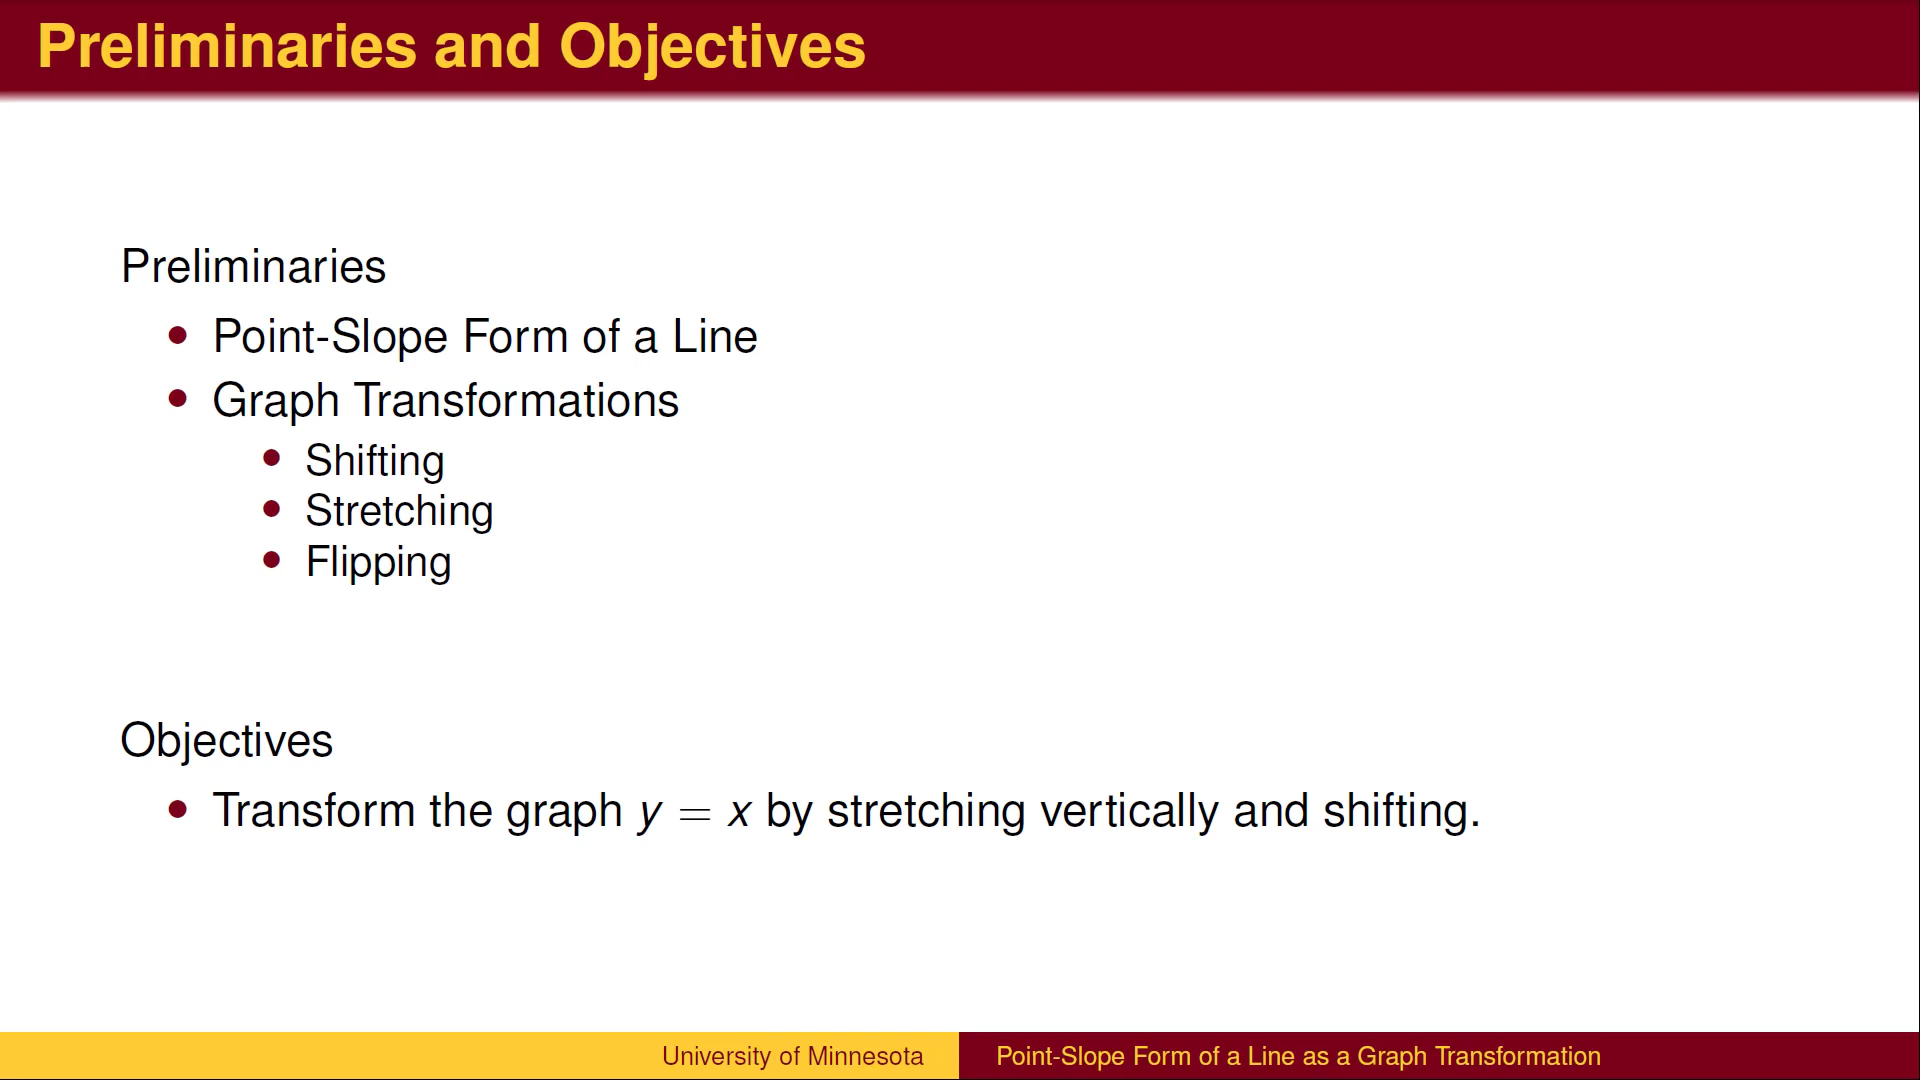 Preliminaries and Objectives
Preliminaries
• Point-Slope Form of a Line
• Graph Transformations
• Shifting
• Stretching
• Flipping
Objectives
• Transform the graph y = x by stretching vertically and shifting.
University of Minnesota
Point-Slope Form of a Line as a Graph Transformation